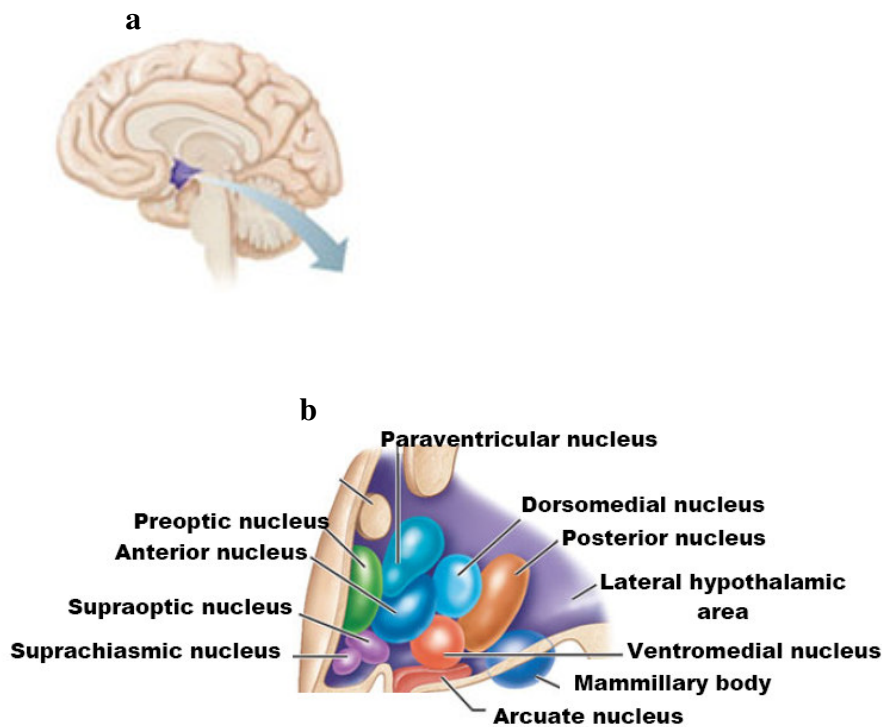 a
b
Paraventricular nucleus
Dorsomedial nucleus
Preoptic nucleus
Posterior nucleus
Anterior nucleus
Lateral hypothalamic
area
Supraoptic nucleus
Suprachiasmic nucleus
Ventromedial nucleus
Mammillary body
Arcuate nucleus